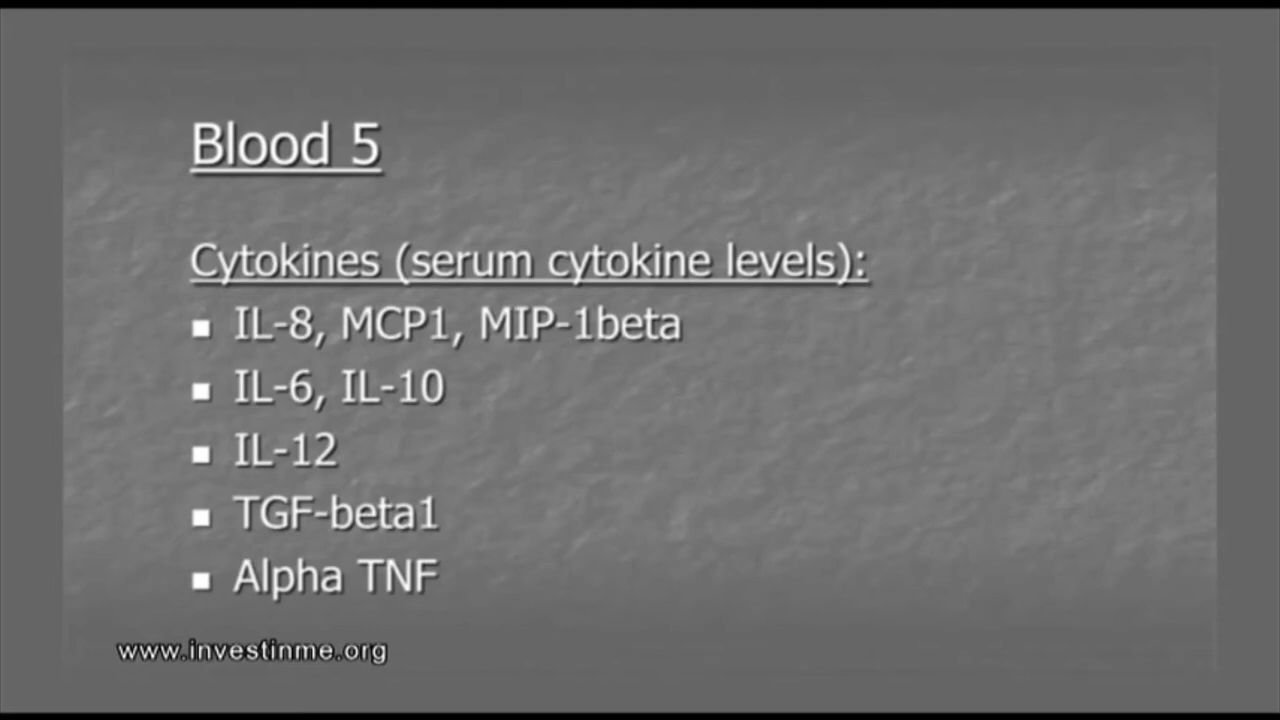 Blood 5
Cytokines (serum cytokine levels):
IL-8, MCP1, MIP-1beta
IL-6, IL-10
IL-12
TGF-beta1
Alpha TNF
www.investinme.org